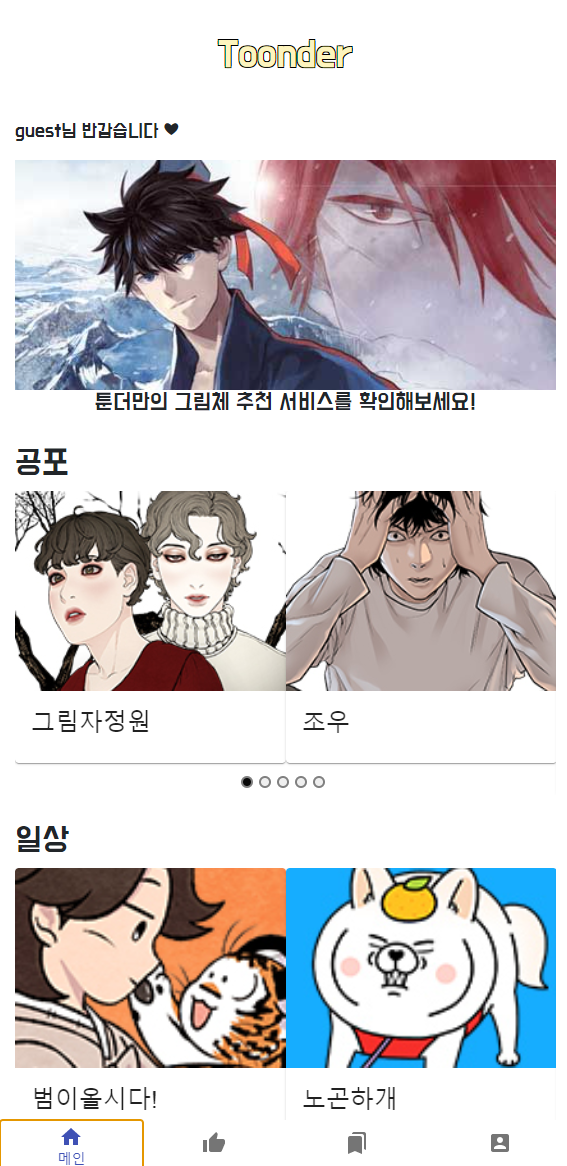 Toonder
guest님 반갑습니다 ♥
툰더만의 그림체 추천 서비스를 확인해보세요!
공포
그림자정원
조우
일상
범이올시다!
노곤하개
메인